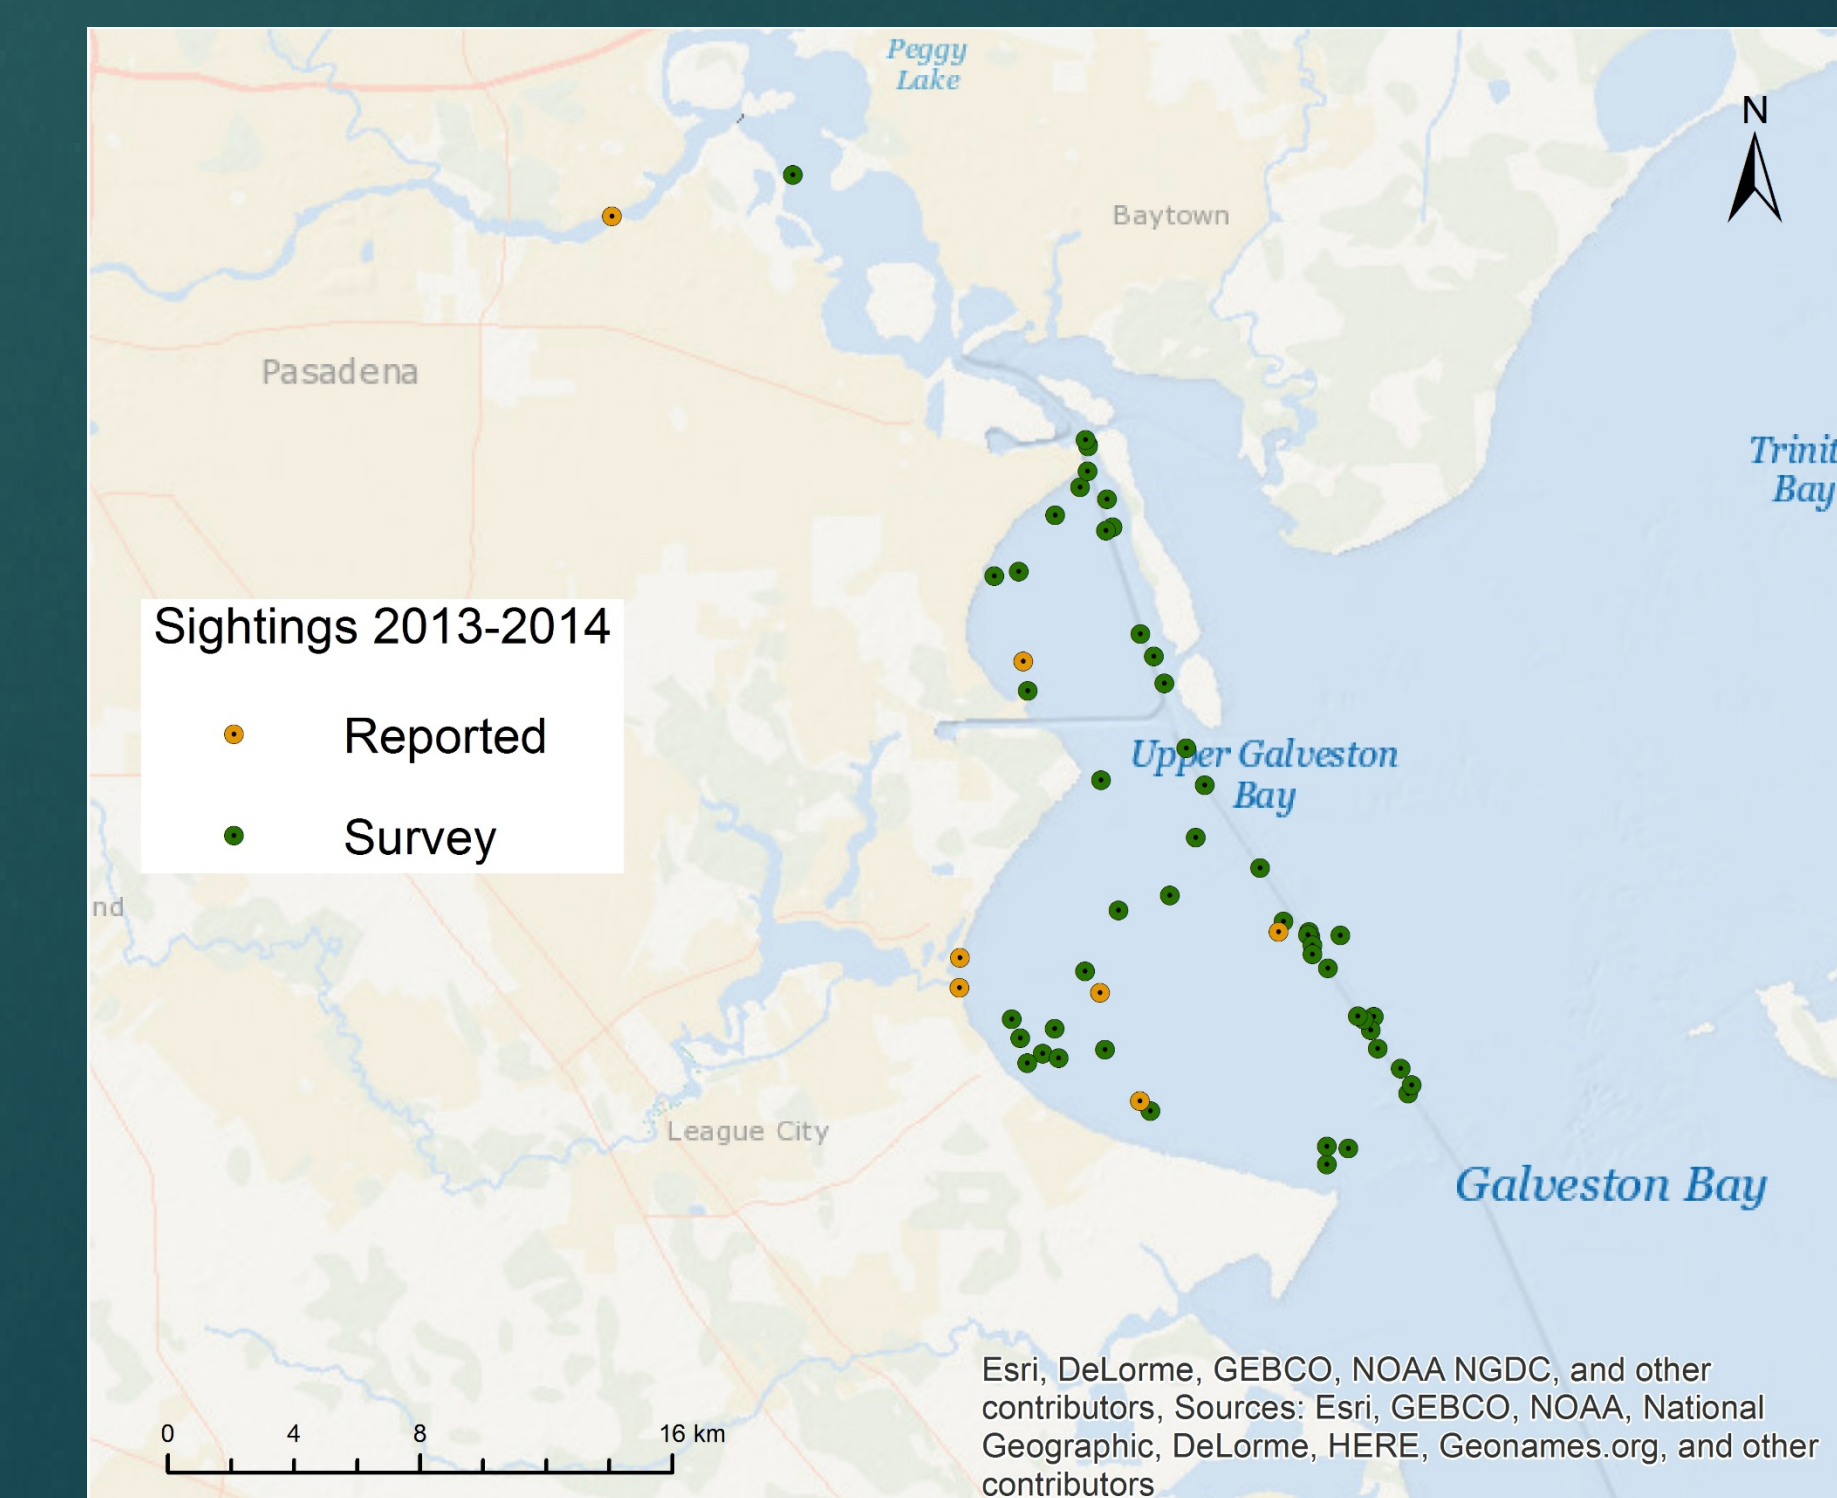 Peggy
Lake
N
Baytown
Pasadena
Trinit
Bay
Sightings 2013-2014
Reported
Survey
Upper Galveston
Bay
nd
League City
Galveston Bay
Esri, DeLorme, GEBCO, NOAA NGDC, and other
contributors, Sources: Esri, GEBCO, NOAA, National
Geographic, DeLorme, HERE, Geonames.org, and other
contributors
0 4 8 16 km